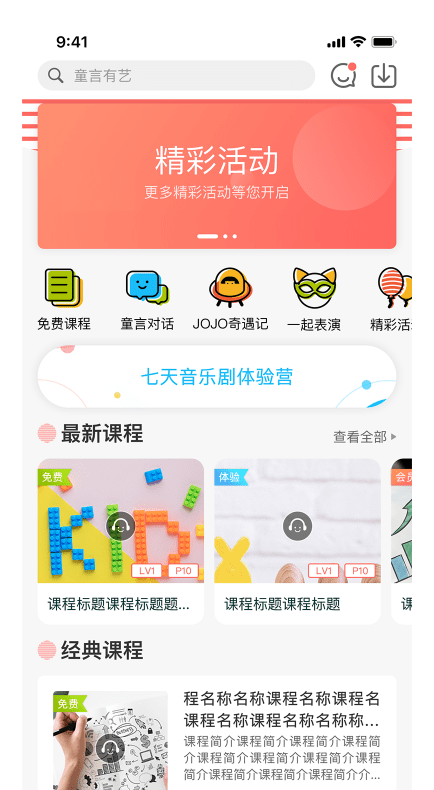 9:41
童言有艺
精彩活动
更多精彩活动等您开启
免费课程
童言对话
JOJO奇遇记
一起表演
精彩活
七天音乐剧体验营
最新课程
查看全部
免费
体验
会
KID
LV1
P10
LV1
P10
课程标题课程标题题...
课程标题课程标题
课
经典课程
免费
程名称名称课程名称课程名
课程名称课程名称名称称...
课程简介课程简介课程简介课程简
介课程简介课程简介课程简介课程
简介课程简介课程简介课程简介介...